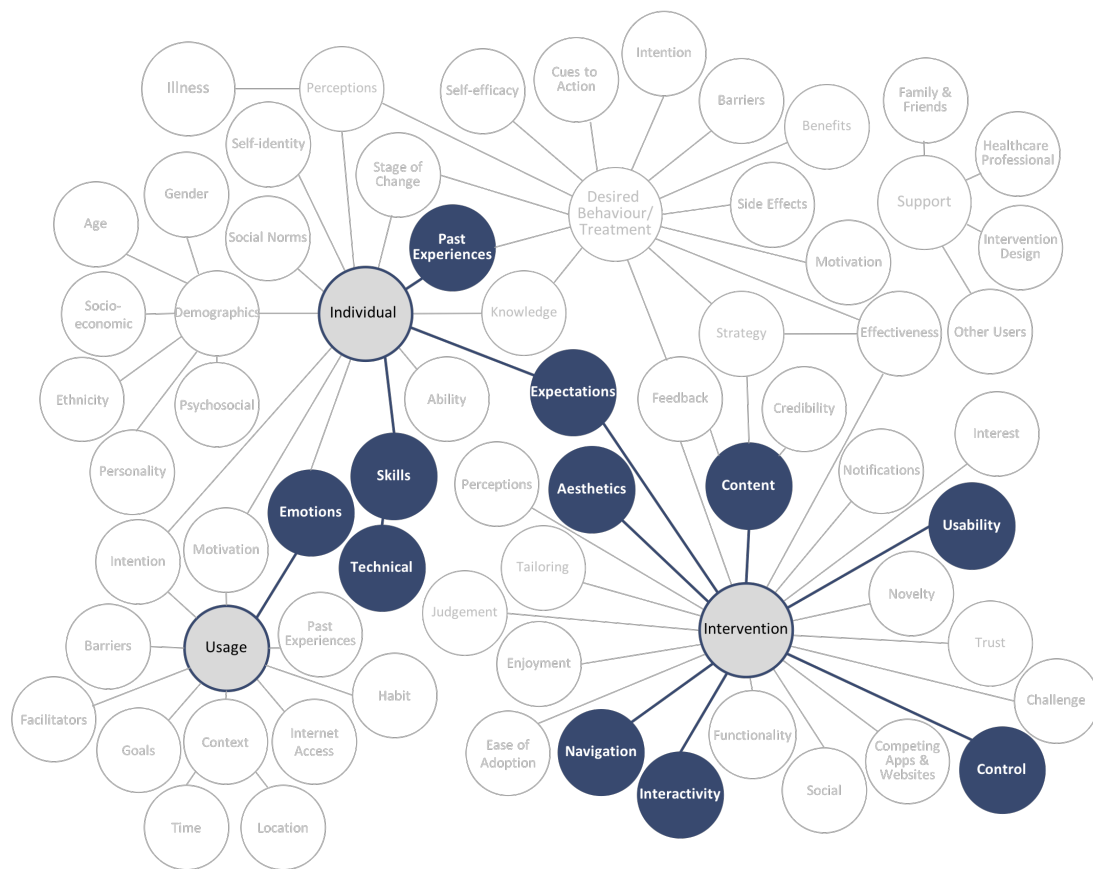 Illness
Perceptions
Self-efficacy
Cues to
Action
Intention
Barriers
Benefits
Family &
Friends
Healthcare
Professional
Self-identity
Stage of
Change
Gender
Age
Social Norms
Past
Experiences
Desired
Behaviour/
Treatment
Side Effects
Support
Intervention
Design
Motivation
Socio-
economic
Demographics
Individual
Knowledge
Strategy
Effectiveness
Other Users
Ethnicity
Psychosocial
Ability
Expectations
Feedback
Credibility
Interest
Personality
Skills
Perceptions
Aesthetics
Content
Notifications
Emotions
Usability
Intention
Motivation
Technical
Tailoring
Novelty
Judgement
Intervention
Trust
Barriers
Usage
Past
Experiences
Enjoyment
Facilitators
Goals
Context
Internet
Access
Habit
Challenge
Ease of
Adoption
Navigation
Functionality
Competing
Apps &
Websites
Control
Interactivity
Social
Time
Location